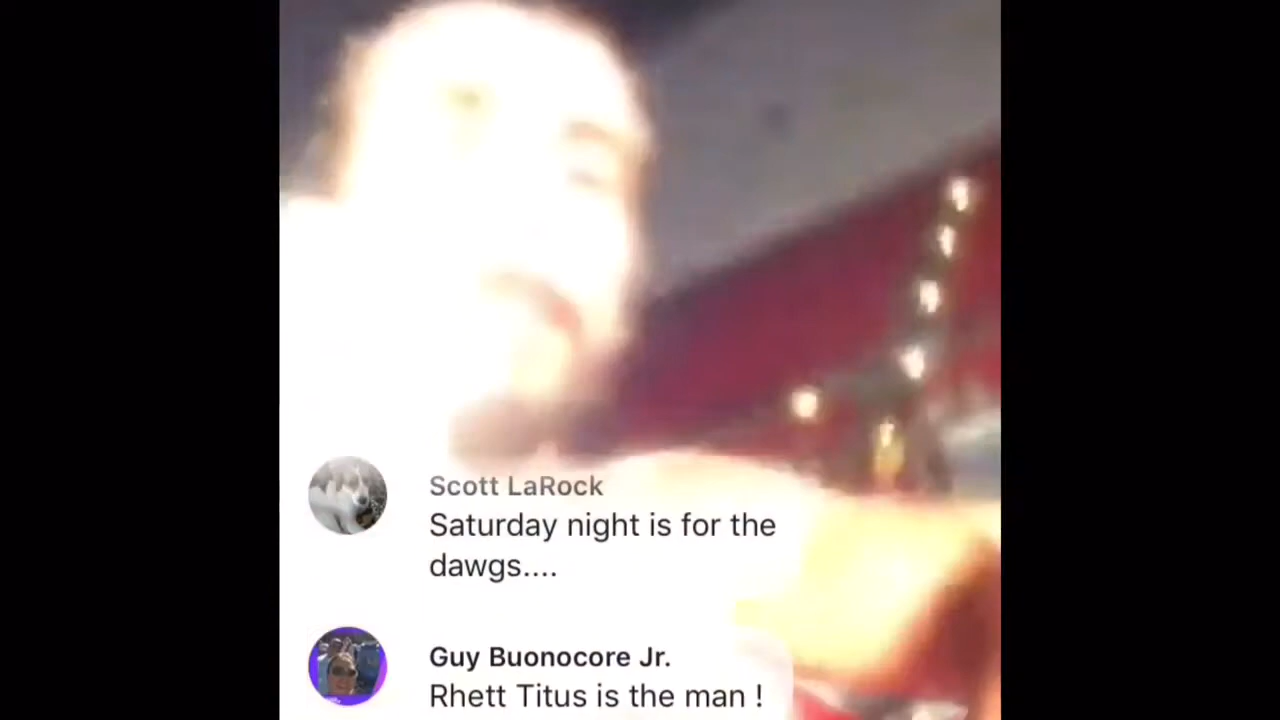 Scott LaRock
Saturday night is for the
dawgs....
Guy Buonocore Jr.
Rhett Titus is the man !